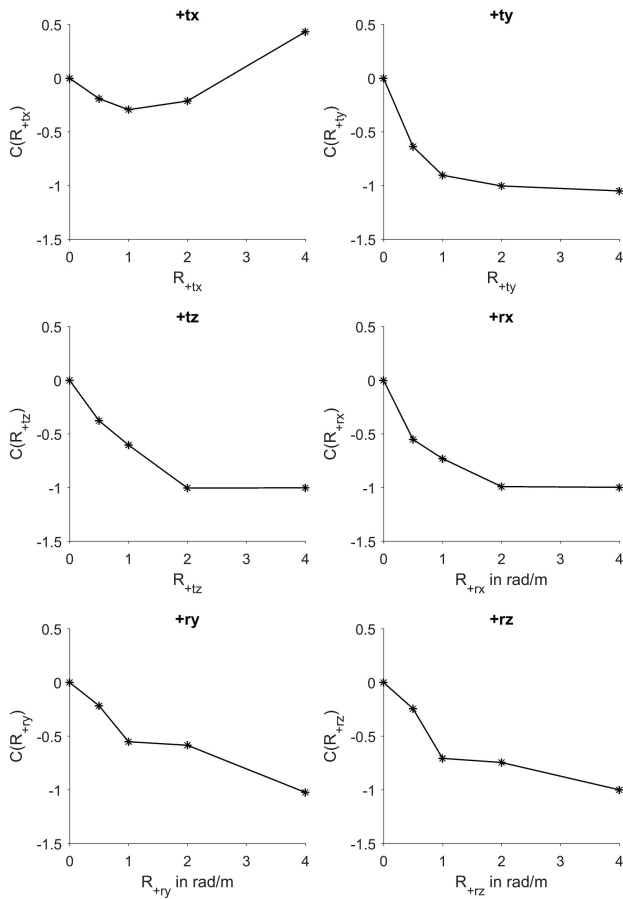 +tx
0.5
0
-0.5
-1
-1.5
C(R+tx)
0 1 2 3 4
R+tx
+ty
0.5
0
-0.5
-1
-1.5
C(R+ty)
0 1 2 3 4
R+ty
+tz
0.5
0
-0.5
-1
-1.5
C(R+tz)
0 1 2 3 4
R+tz
+rx
0.5
0
-0.5
-1
-1.5
C(R+rx)
0 1 2 3 4
R+rx in rad/m
+ry
0.5
0
-0.5
-1
-1.5
C(R+ry)
0 1 2 3 4
R+ry in rad/m
+rz
0.5
0
-0.5
-1
-1.5
C(R+rz)
0 1 2 3 4
R+rz in rad/m